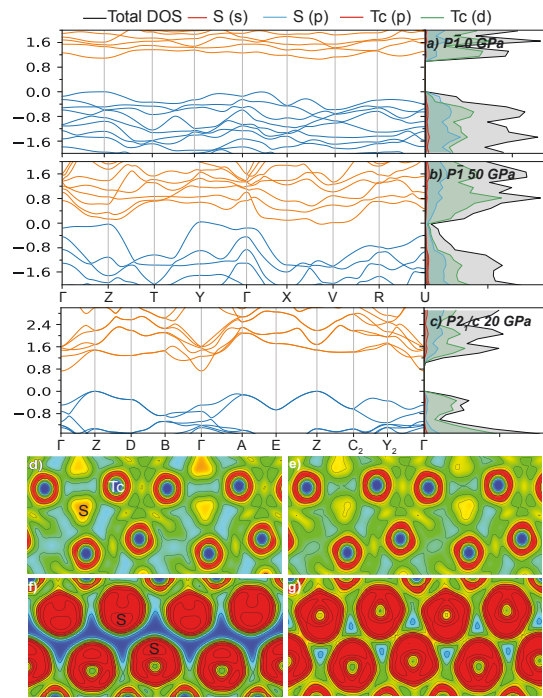 Total DOS S (s) S (p) Tc (p) Tc (d)
1.6
0.8
0.0
−0.8
−1.6
a) P1̄ 0 GPa
1.6
0.8
0.0
−0.8
−1.6
b) P1̄ 50 GPa
Γ Z T Y Γ X V R U
2.4
1.6
0.8
0.0
−0.8
c) P2₁/c 20 GPa
Γ Z D B Γ A E Z C₂ Y₂ Γ
d) Tc S
e)
f) S S
g)